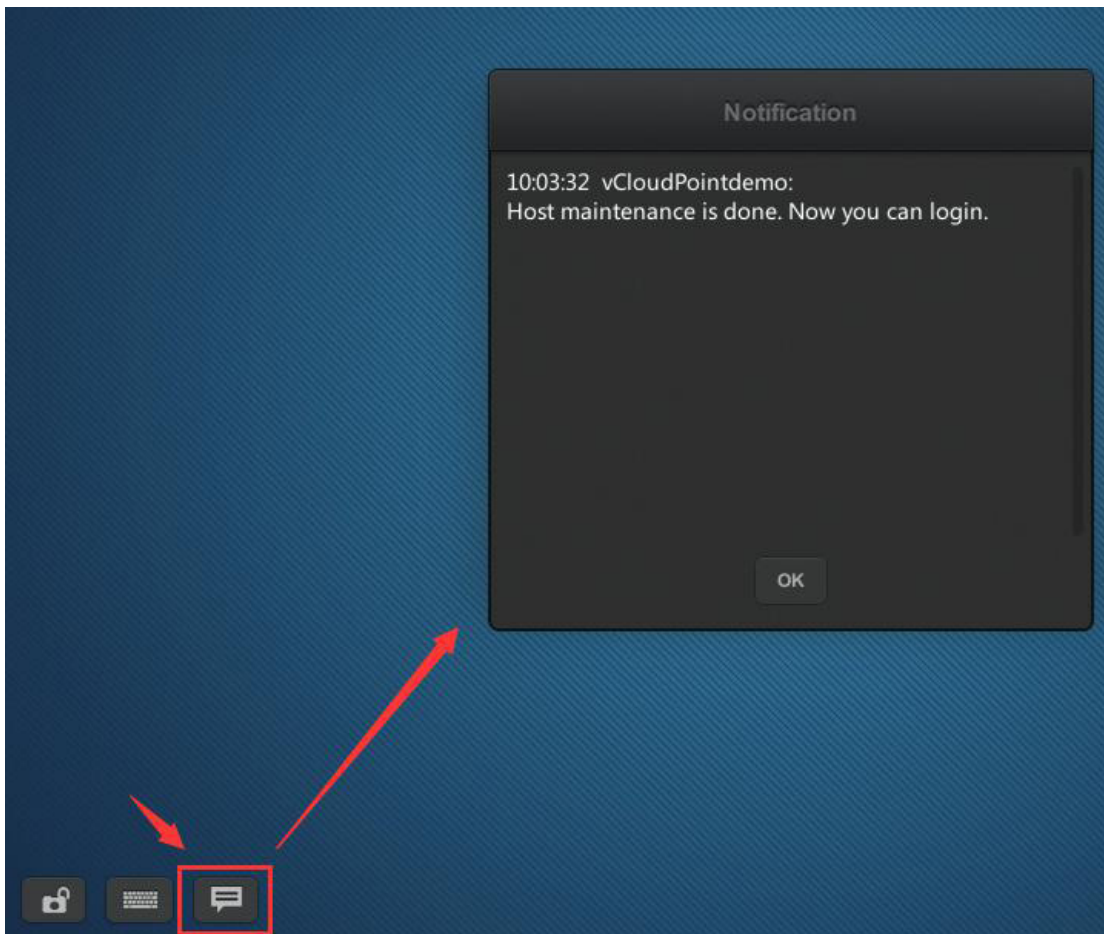 Notification
10:03:32 vCloudPointdemo:
Host maintenance is done. Now you can login.
OK